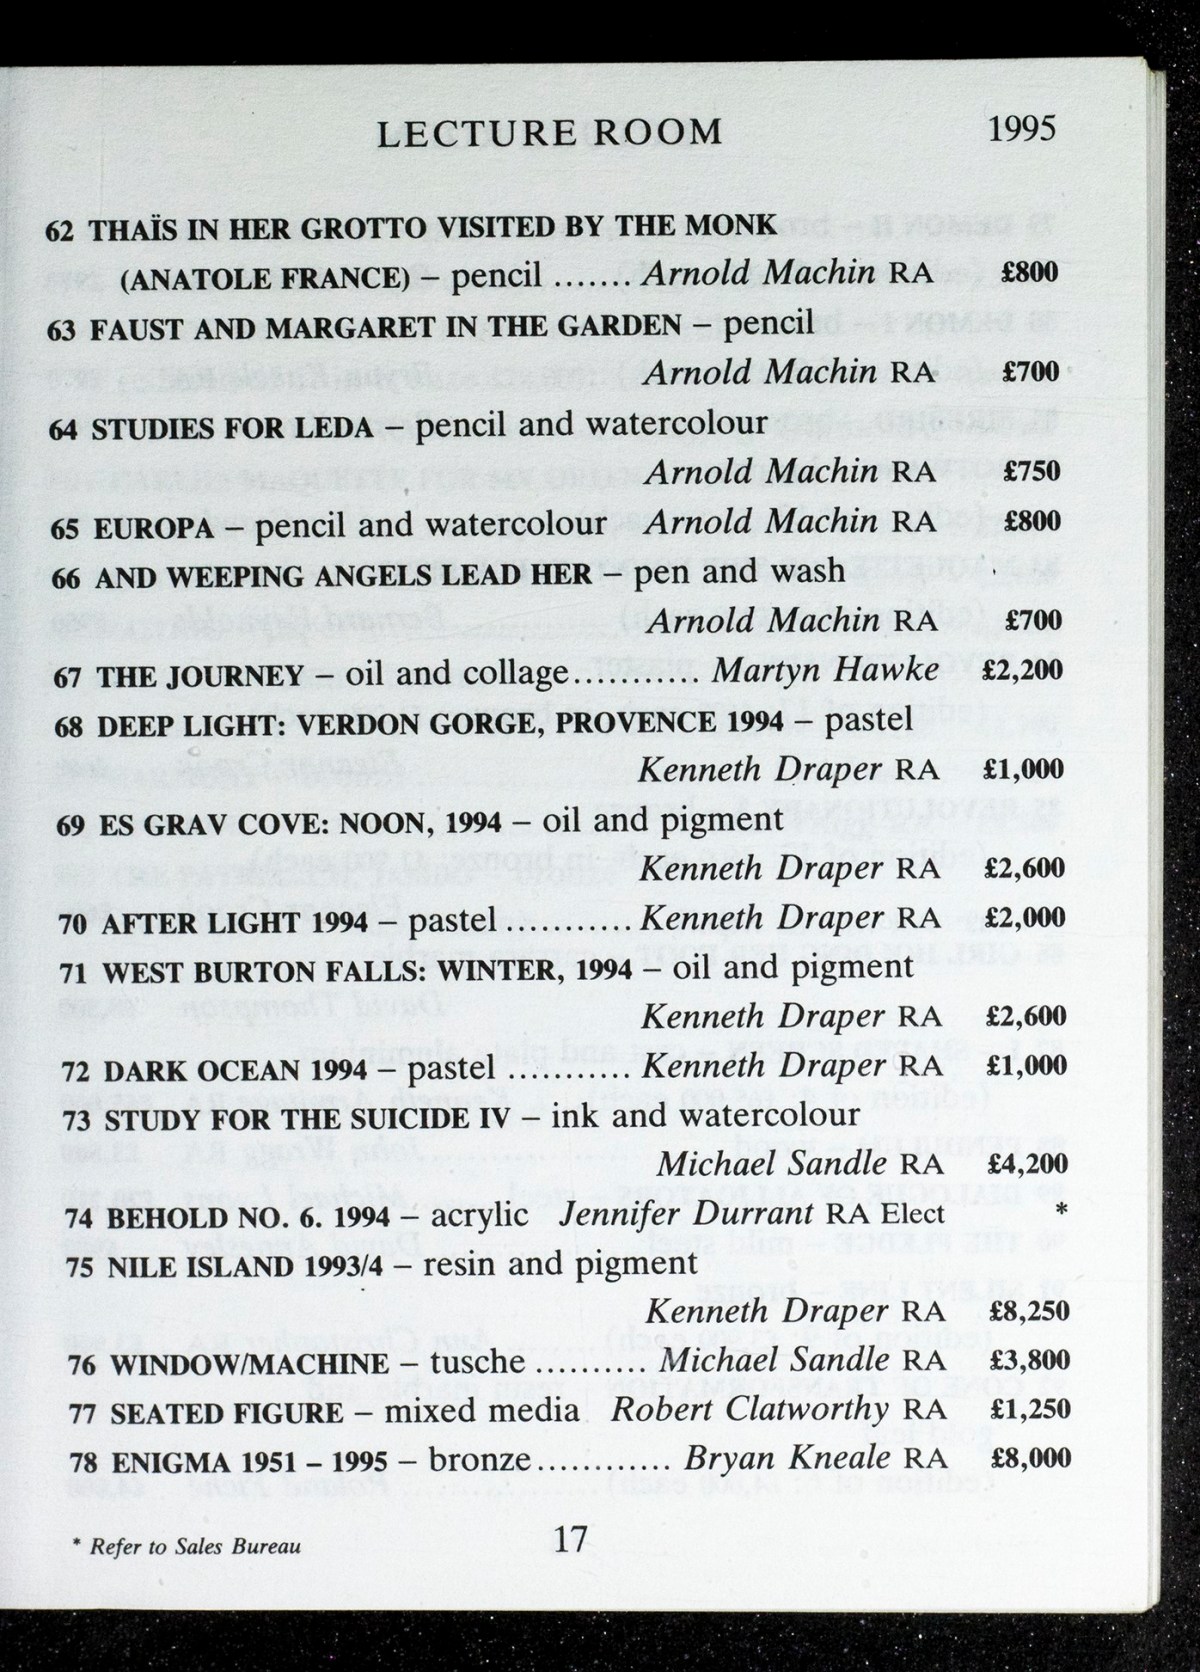 LECTURE ROOM 1995
62 THAÏS IN HER GROTTO VISITED BY THE MONK
(ANATOLE FRANCE) – pencil ....... Arnold Machin RA £800
63 FAUST AND MARGARET IN THE GARDEN – pencil
Arnold Machin RA £700
64 STUDIES FOR LEDA – pencil and watercolour
Arnold Machin RA £750
65 EUROPA – pencil and watercolour Arnold Machin RA £800
66 AND WEEPING ANGELS LEAD HER – pen and wash
Arnold Machin RA £700
67 THE JOURNEY – oil and collage........... Martyn Hawke £2,200
68 DEEP LIGHT: VERDON GORGE, PROVENCE 1994 – pastel
Kenneth Draper RA £1,000
69 ES GRAV COVE: NOON, 1994 – oil and pigment
Kenneth Draper RA £2,600
70 AFTER LIGHT 1994 – pastel ........... Kenneth Draper RA £2,000
71 WEST BURTON FALLS: WINTER, 1994 – oil and pigment
Kenneth Draper RA £2,600
72 DARK OCEAN 1994 – pastel ........... Kenneth Draper RA £1,000
73 STUDY FOR THE SUICIDE IV – ink and watercolour
Michael Sandle RA £4,200
74 BEHOLD NO. 6. 1994 – acrylic Jennifer Durrant RA Elect *
75 NILE ISLAND 1993/4 – resin and pigment
Kenneth Draper RA £8,250
76 WINDOW/MACHINE – tusche .......... Michael Sandle RA £3,800
77 SEATED FIGURE – mixed media Robert Clatworthy RA £1,250
78 ENIGMA 1951 – 1995 – bronze............ Bryan Kneale RA £8,000
* Refer to Sales Bureau 17